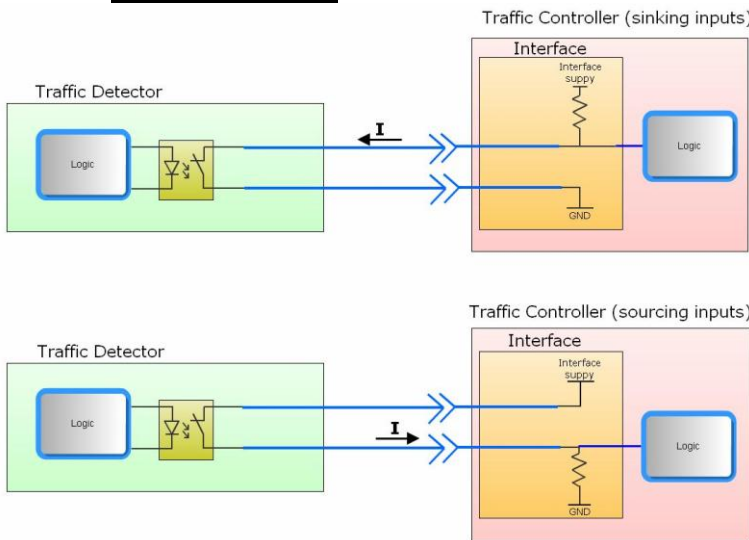 Traffic Controller (sinking inputs)
Interface
Interface
suppy
Traffic Detector
I
Logic
Logic
GND
Traffic Controller (sourcing inputs)
Interface
Traffic Detector
Interface
suppy
Logic
I
Logic
GND